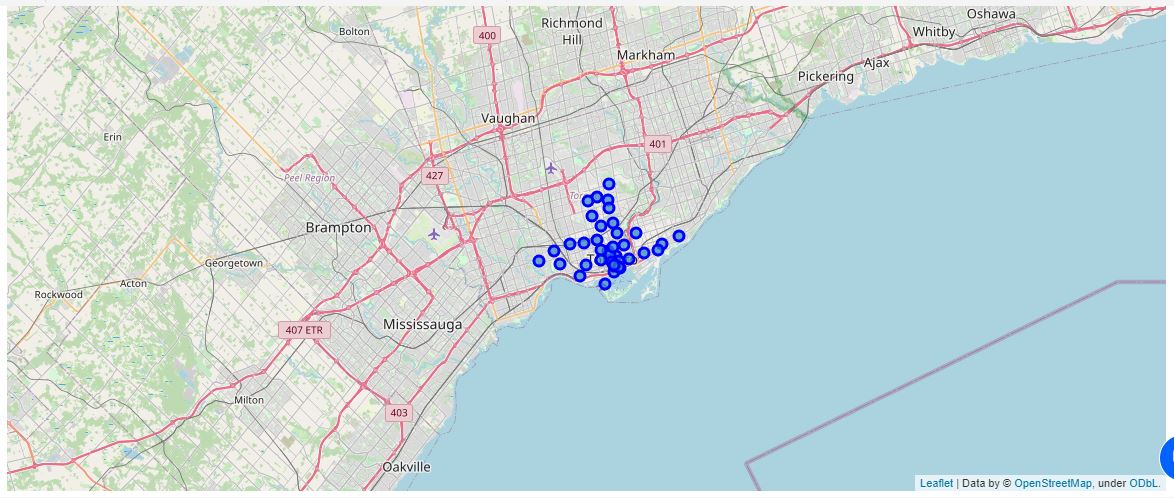 Oshawa
Richmond
Hill
Whitby
Bolton
400
Markham
Ajax
Pickering
Vaughan
Erin
401
427
Peel Region
Brampton
Georgetown
Acton
Rockwood
407 ETR
Mississauga
Milton
403
Oakville
Leaflet | Data by © OpenStreetMap, under ODbL.